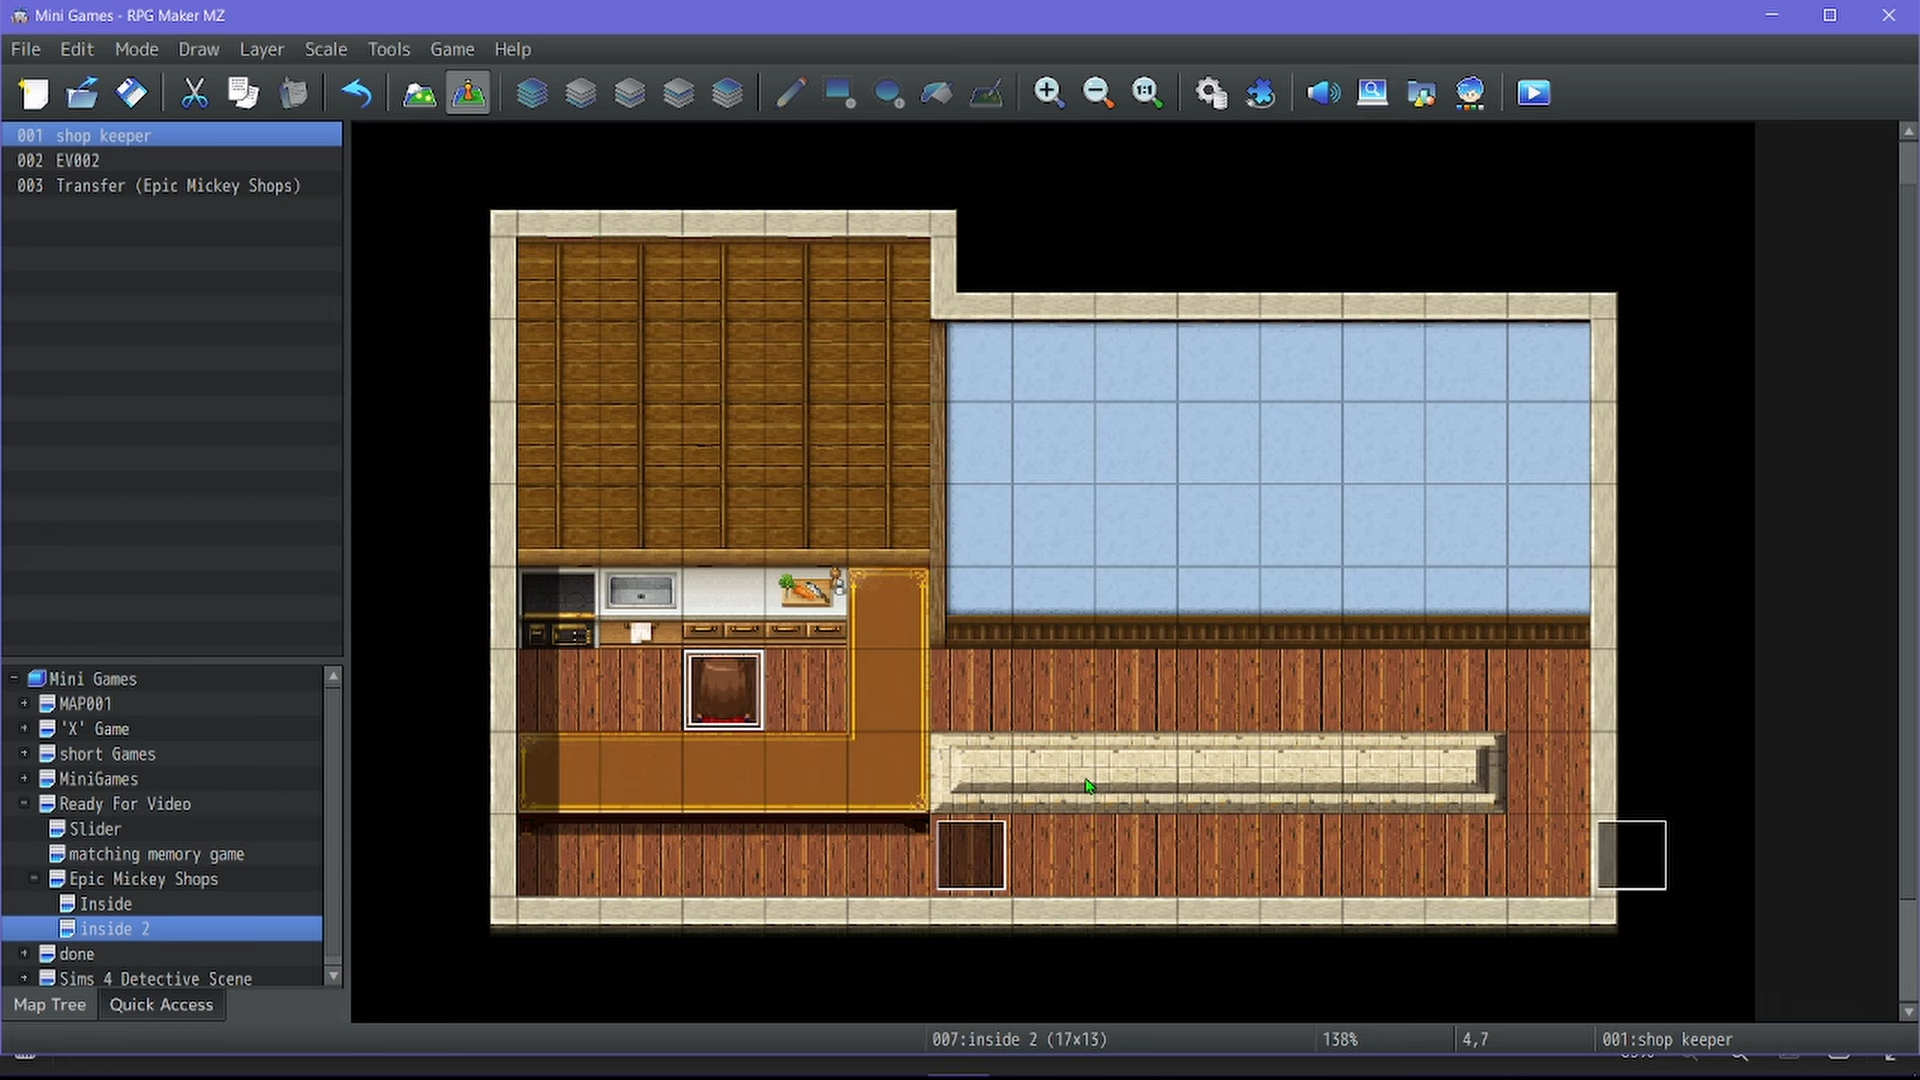 Mini Games - RPG Maker MZ
File Edit Mode Draw Layer Scale Tools Game Help
1:1
001 shop keeper
002 EV002
003 Transfer (Epic Mickey Shops)
Mini Games
MAP001
'X' Game
short Games
MiniGames
Ready For Video
Slider
matching memory game
Epic Mickey Shops
Inside
inside 2
done
Sims 4 Detective Scene
Map Tree Quick Access
007:inside 2 (17x13) 138% 4,7 001:shop keeper